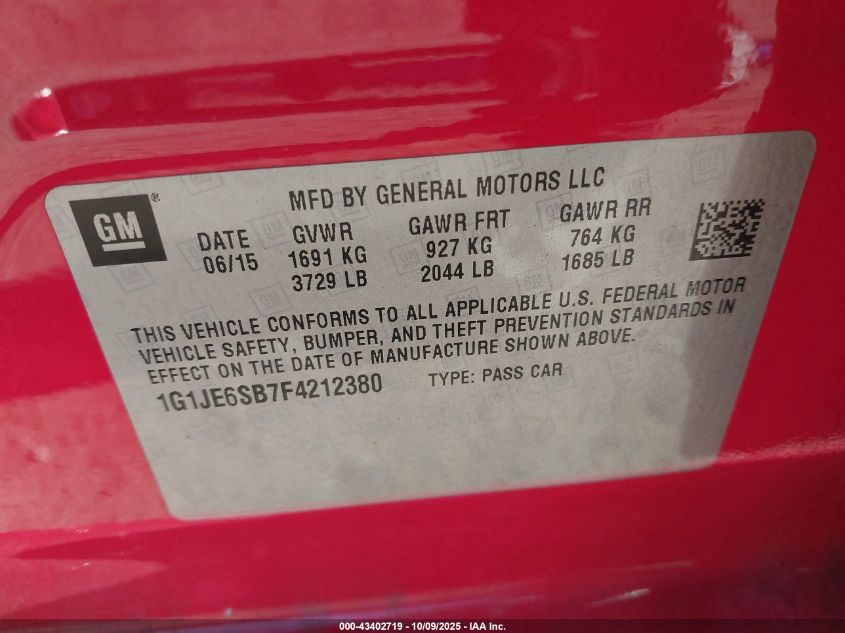 GM®
MFD BY GENERAL MOTORS LLC
DATE GVWR GAWR FRT GAWR RR
06/15 1691 KG 927 KG 764 KG
3729 LB 2044 LB 1685 LB
THIS VEHICLE CONFORMS TO ALL APPLICABLE U.S. FEDERAL MOTOR
VEHICLE SAFETY, BUMPER, AND THEFT PREVENTION STANDARDS IN
EFFECT ON THE DATE OF MANUFACTURE SHOWN ABOVE.
1G1JE6SB7F4212380 TYPE: PASS CAR
000-43402719 - 10/09/2025 - IAA Inc.